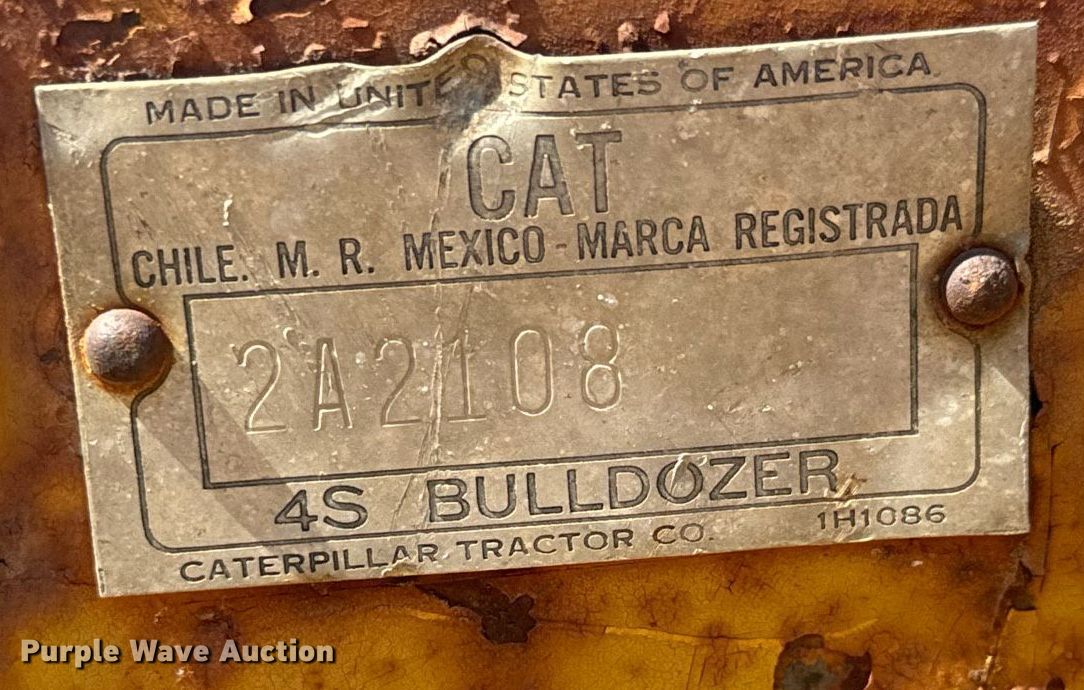 MADE IN UNITED STATES OF AMERICA.
CAT
CHILE. M. R. MEXICO-MARCA REGISTRADA
2A2108
4S BULLDOZER
CATERPILLAR TRACTOR CO. 1H1086
Purple Wave Auction